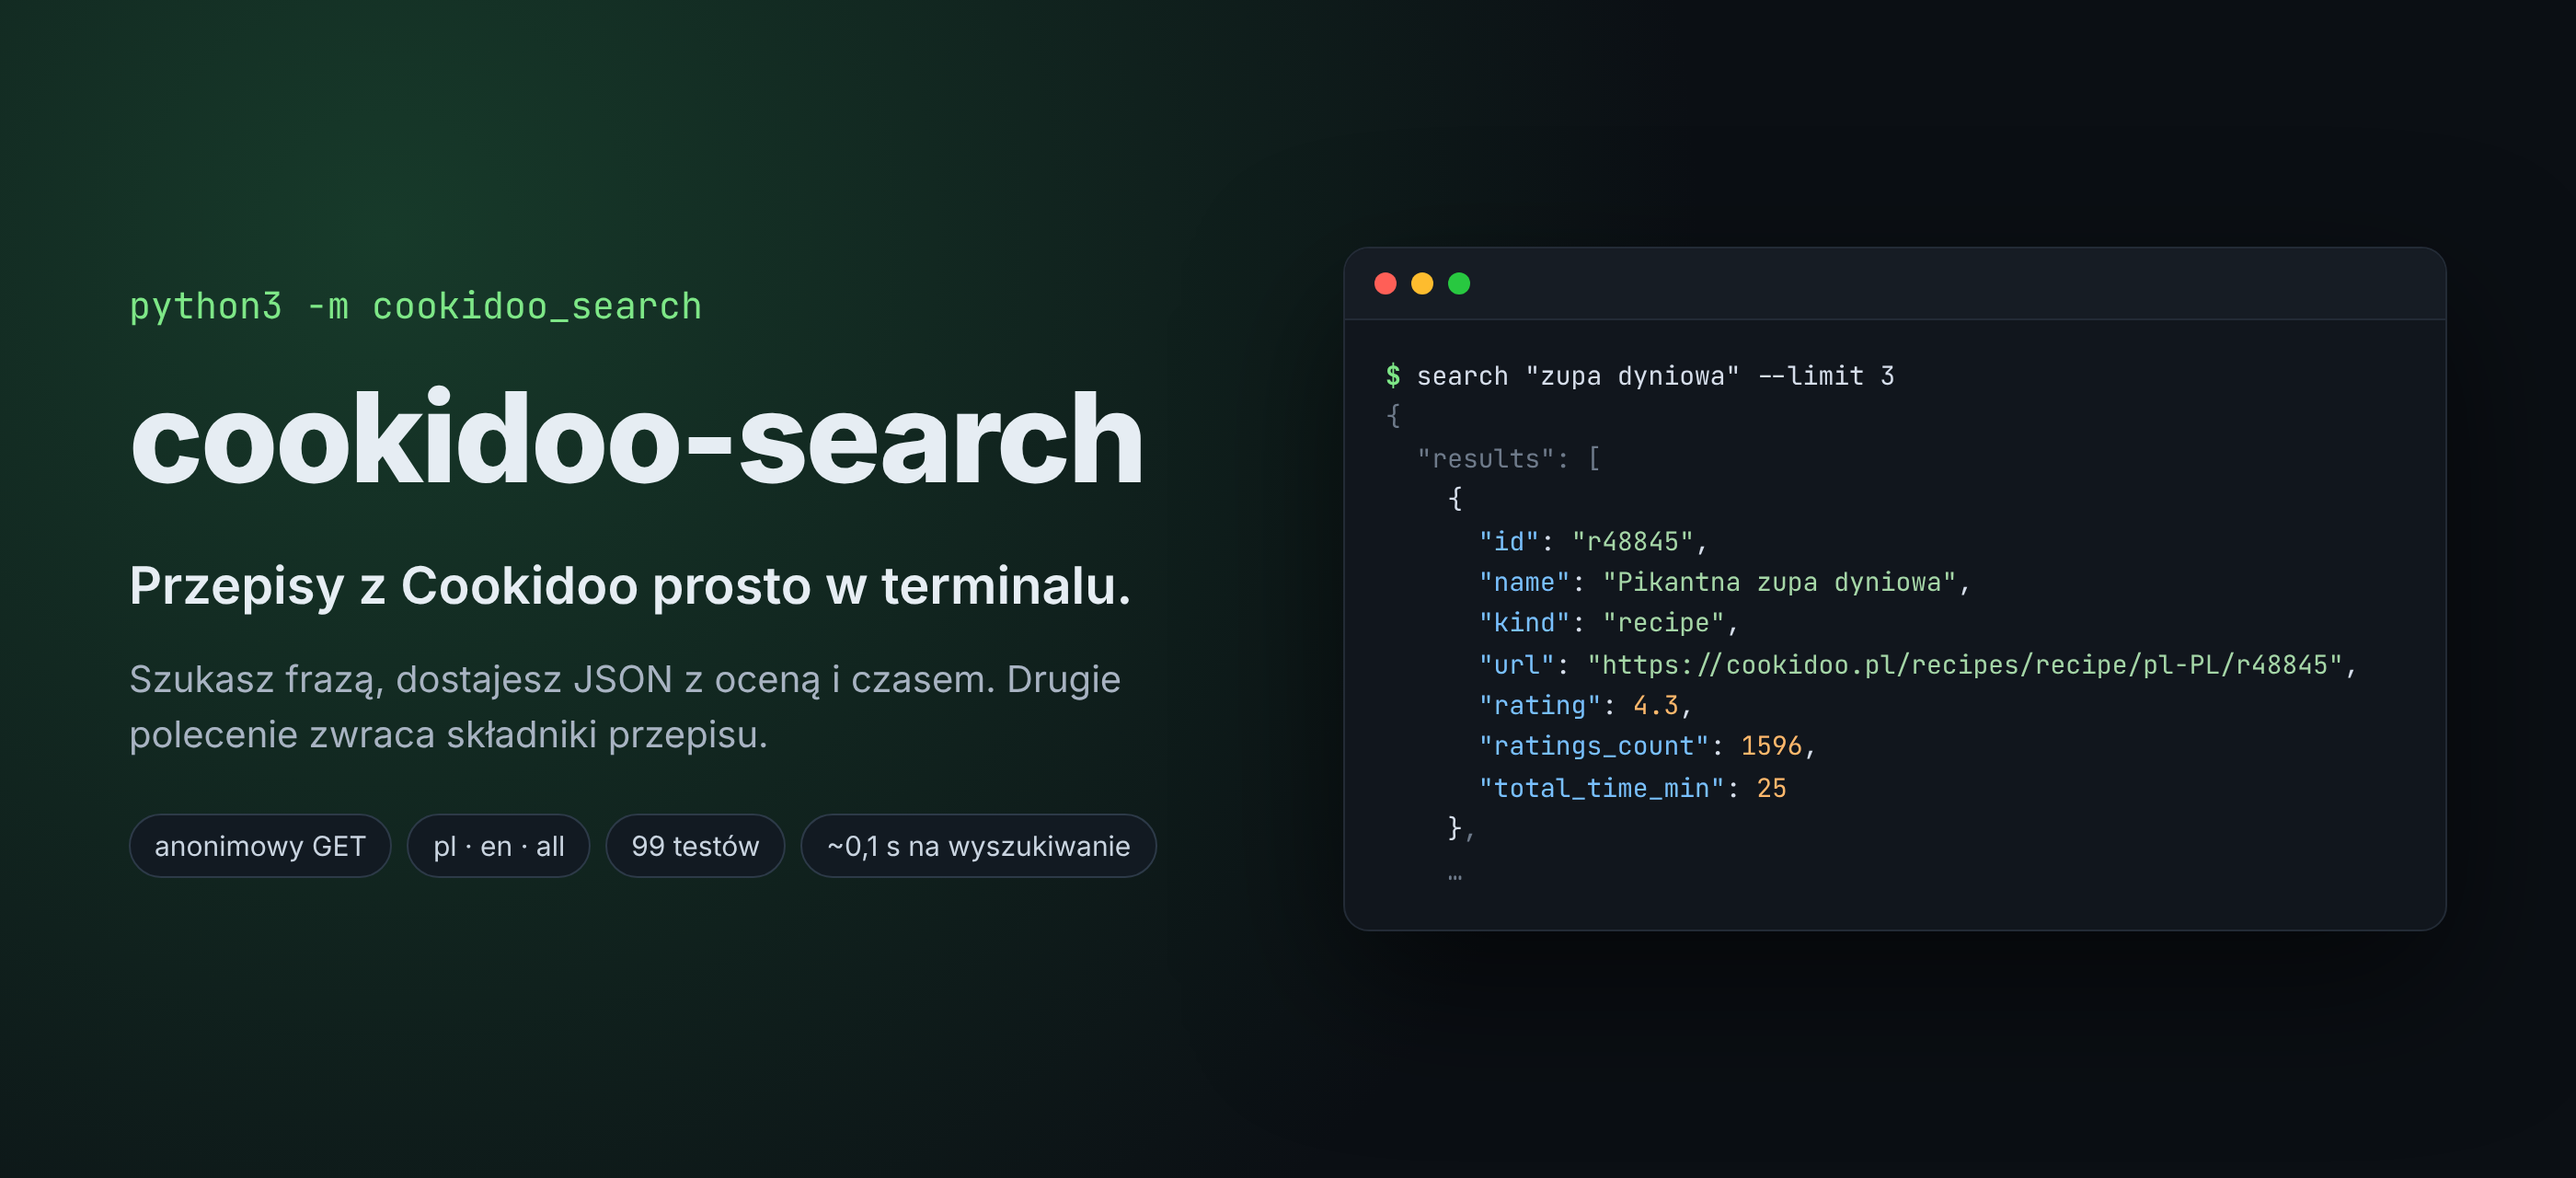 python3 -m cookidoo_search
cookidoo-search
Przepisy z Cookidoo prosto w terminalu.
Szukasz frazą, dostajesz JSON z oceną i czasem. Drugie
polecenie zwraca składniki przepisu.
anonimowy GET
pl · en · all
99 testów
~0,1 s na wyszukiwanie
$ search "zupa dyniowa" --limit 3
{
  "results": [
    {
      "id": "r48845",
      "name": "Pikantna zupa dyniowa",
      "kind": "recipe",
      "url": "https://cookidoo.pl/recipes/recipe/pl-PL/r48845",
      "rating": 4.3,
      "ratings_count": 1596,
      "total_time_min": 25
    },
    …